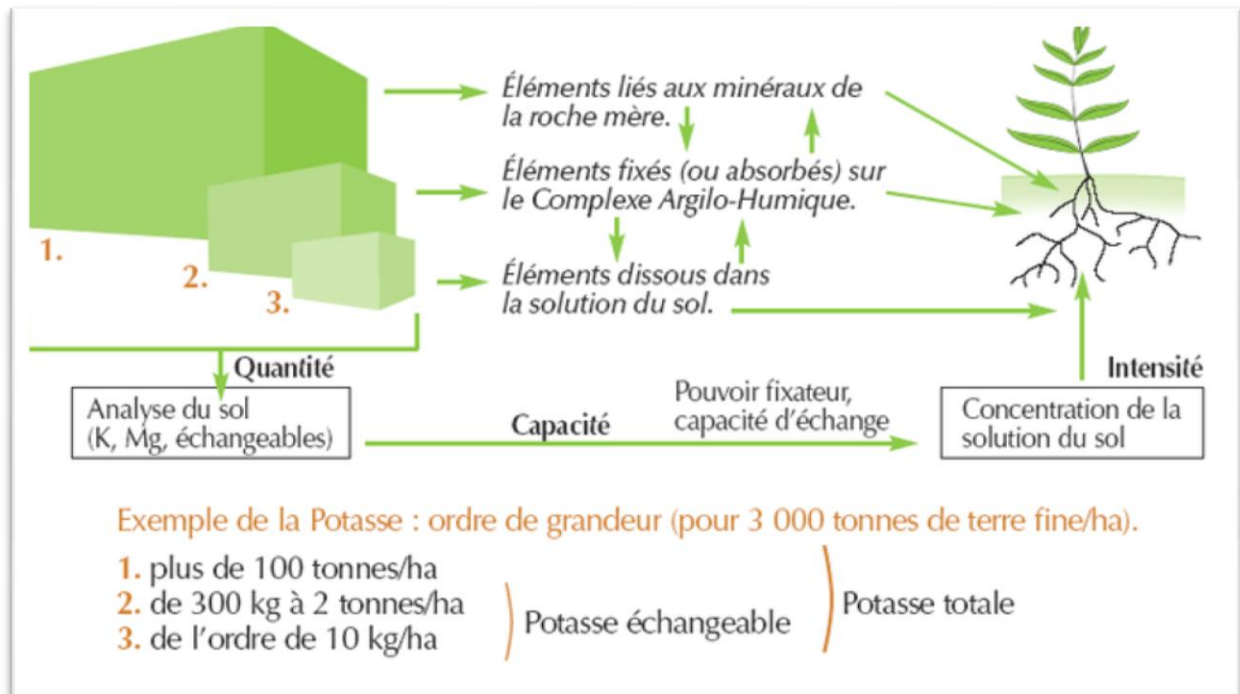 Éléments liés aux minéraux de
la roche mère.
Éléments fixés (ou absorbés) sur
le Complexe Argilo-Humique.
Éléments dissous dans
la solution du sol.
1.
2.
3.
Quantité
Analyse du sol
(K, Mg, échangeables)
Capacité
Pouvoir fixateur,
capacité d'échange
Intensité
Concentration de la
solution du sol
Exemple de la Potasse : ordre de grandeur (pour 3 000 tonnes de terre fine/ha).
1. plus de 100 tonnes/ha
2. de 300 kg à 2 tonnes/ha
3. de l'ordre de 10 kg/ha
Potasse échangeable
Potasse totale